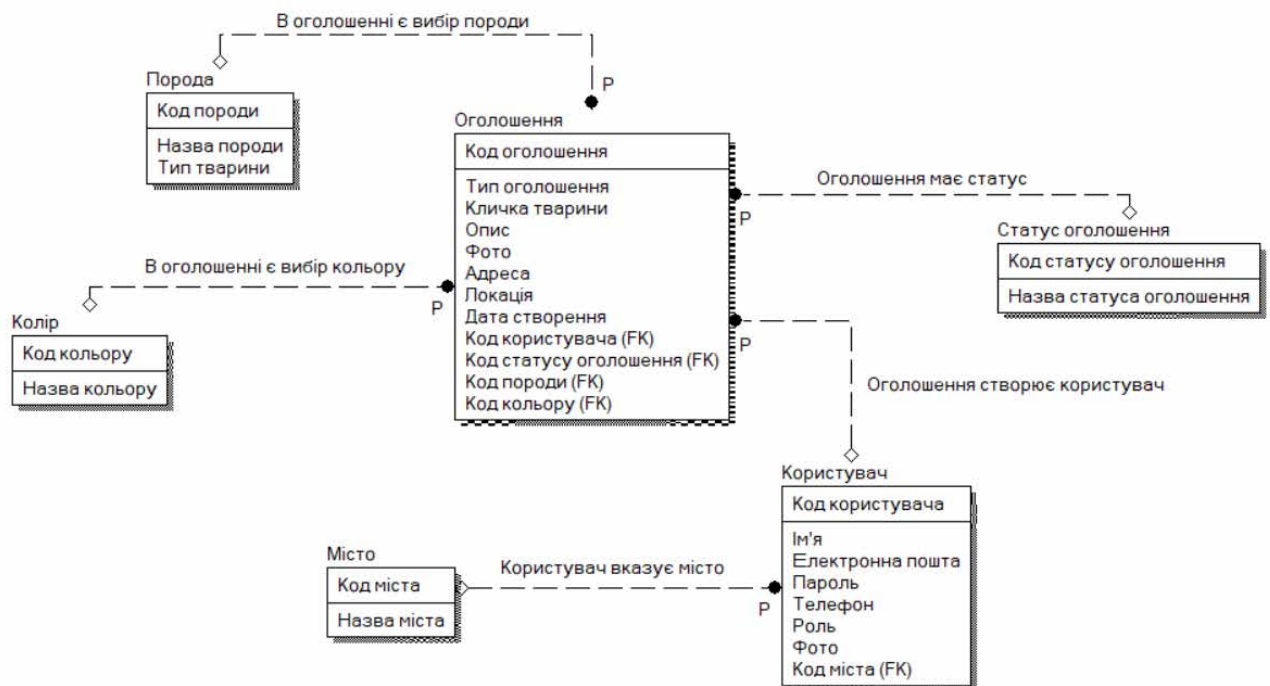 В оголошенні є вибір породи
Р
Порода
Код породи
Назва породи
Тип тварини
Оголошення
Код оголошення
Тип оголошення
Кличка тварини
Опис
Фото
Адреса
Локація
Дата створення
Код користувача (FK)
Код статусу оголошення (FK)
Код породи (FK)
Код кольору (FK)
Оголошення має статус
Р
Статус оголошення
Код статусу оголошення
Назва статуса оголошення
В оголошенні є вибір кольору
Р
Колір
Код кольору
Назва кольору
Р
Оголошення створює користувач
Користувач
Код користувача
Ім'я
Електронна пошта
Пароль
Телефон
Роль
Фото
Код міста (FK)
Місто
Код міста
Назва міста
Користувач вказує місто
Р